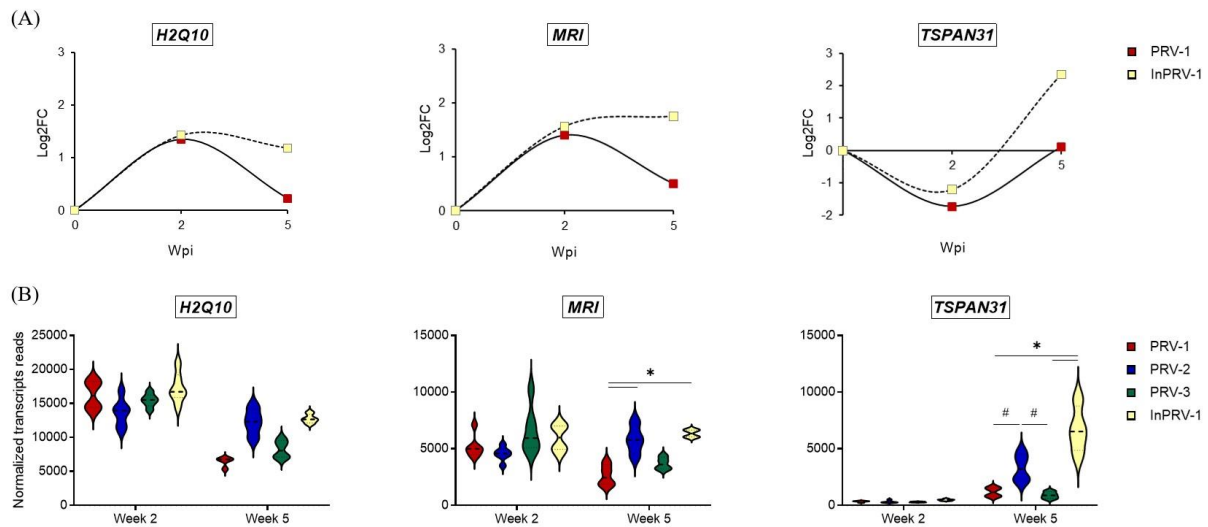 (A)
H2Q10
MRI
TSPAN31
3
2
1
0
Log2FC
0
2
5
Wpi
3
2
1
0
Log2FC
0
2
5
Wpi
3
2
1
0
-1
-2
Log2FC
2
5
Wpi
PRV-1
InPRV-1
(B)
H2Q10
MRI
TSPAN31
Normalized transcripts reads
25000
20000
15000
10000
5000
0
Week 2
Week 5
15000
10000
5000
0
*
Week 2
Week 5
15000
10000
5000
0
*
# #
Week 2
Week 5
PRV-1
PRV-2
PRV-3
InPRV-1